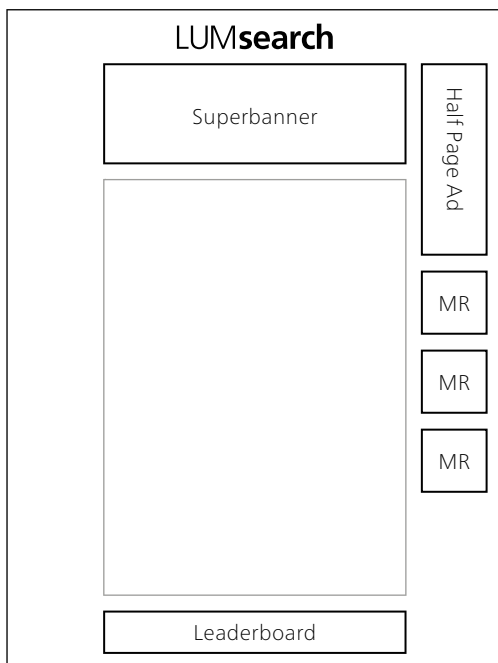 LUMsearch
Superbanner
Half Page Ad
MR
MR
MR
Leaderboard